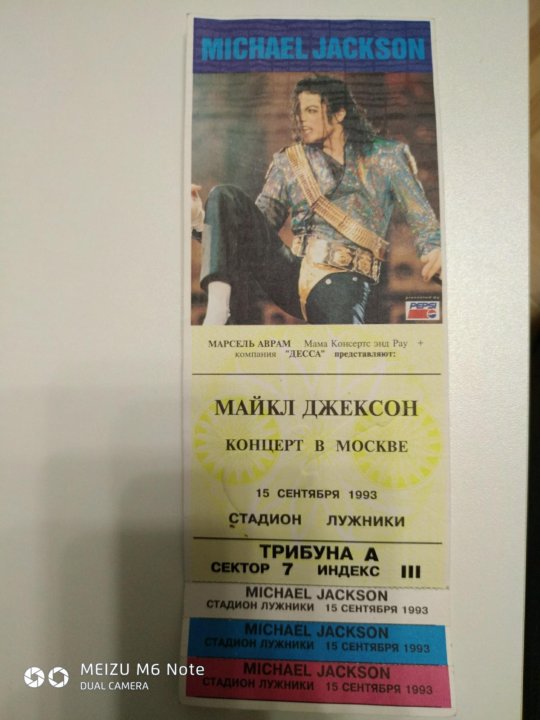 MICHAEL JACKSON
presented by
PEPSI
МАРСЕЛЬ АВРАМ Мама Концертс энд Рау +
компания "ДЕССА" представляют:
МАЙКЛ ДЖЕКСОН
КОНЦЕРТ В МОСКВЕ
15 СЕНТЯБРЯ 1993
СТАДИОН ЛУЖНИКИ
ТРИБУНА А
СЕКТОР 7 ИНДЕКС III
MICHAEL JACKSON
СТАДИОН ЛУЖНИКИ 15 СЕНТЯБРЯ 1993
MICHAEL JACKSON
СТАДИОН ЛУЖНИКИ 15 СЕНТЯБРЯ 1993
MICHAEL JACKSON
СТАДИОН ЛУЖНИКИ 15 СЕНТЯБРЯ 1993
MEIZU M6 Note
DUAL CAMERA